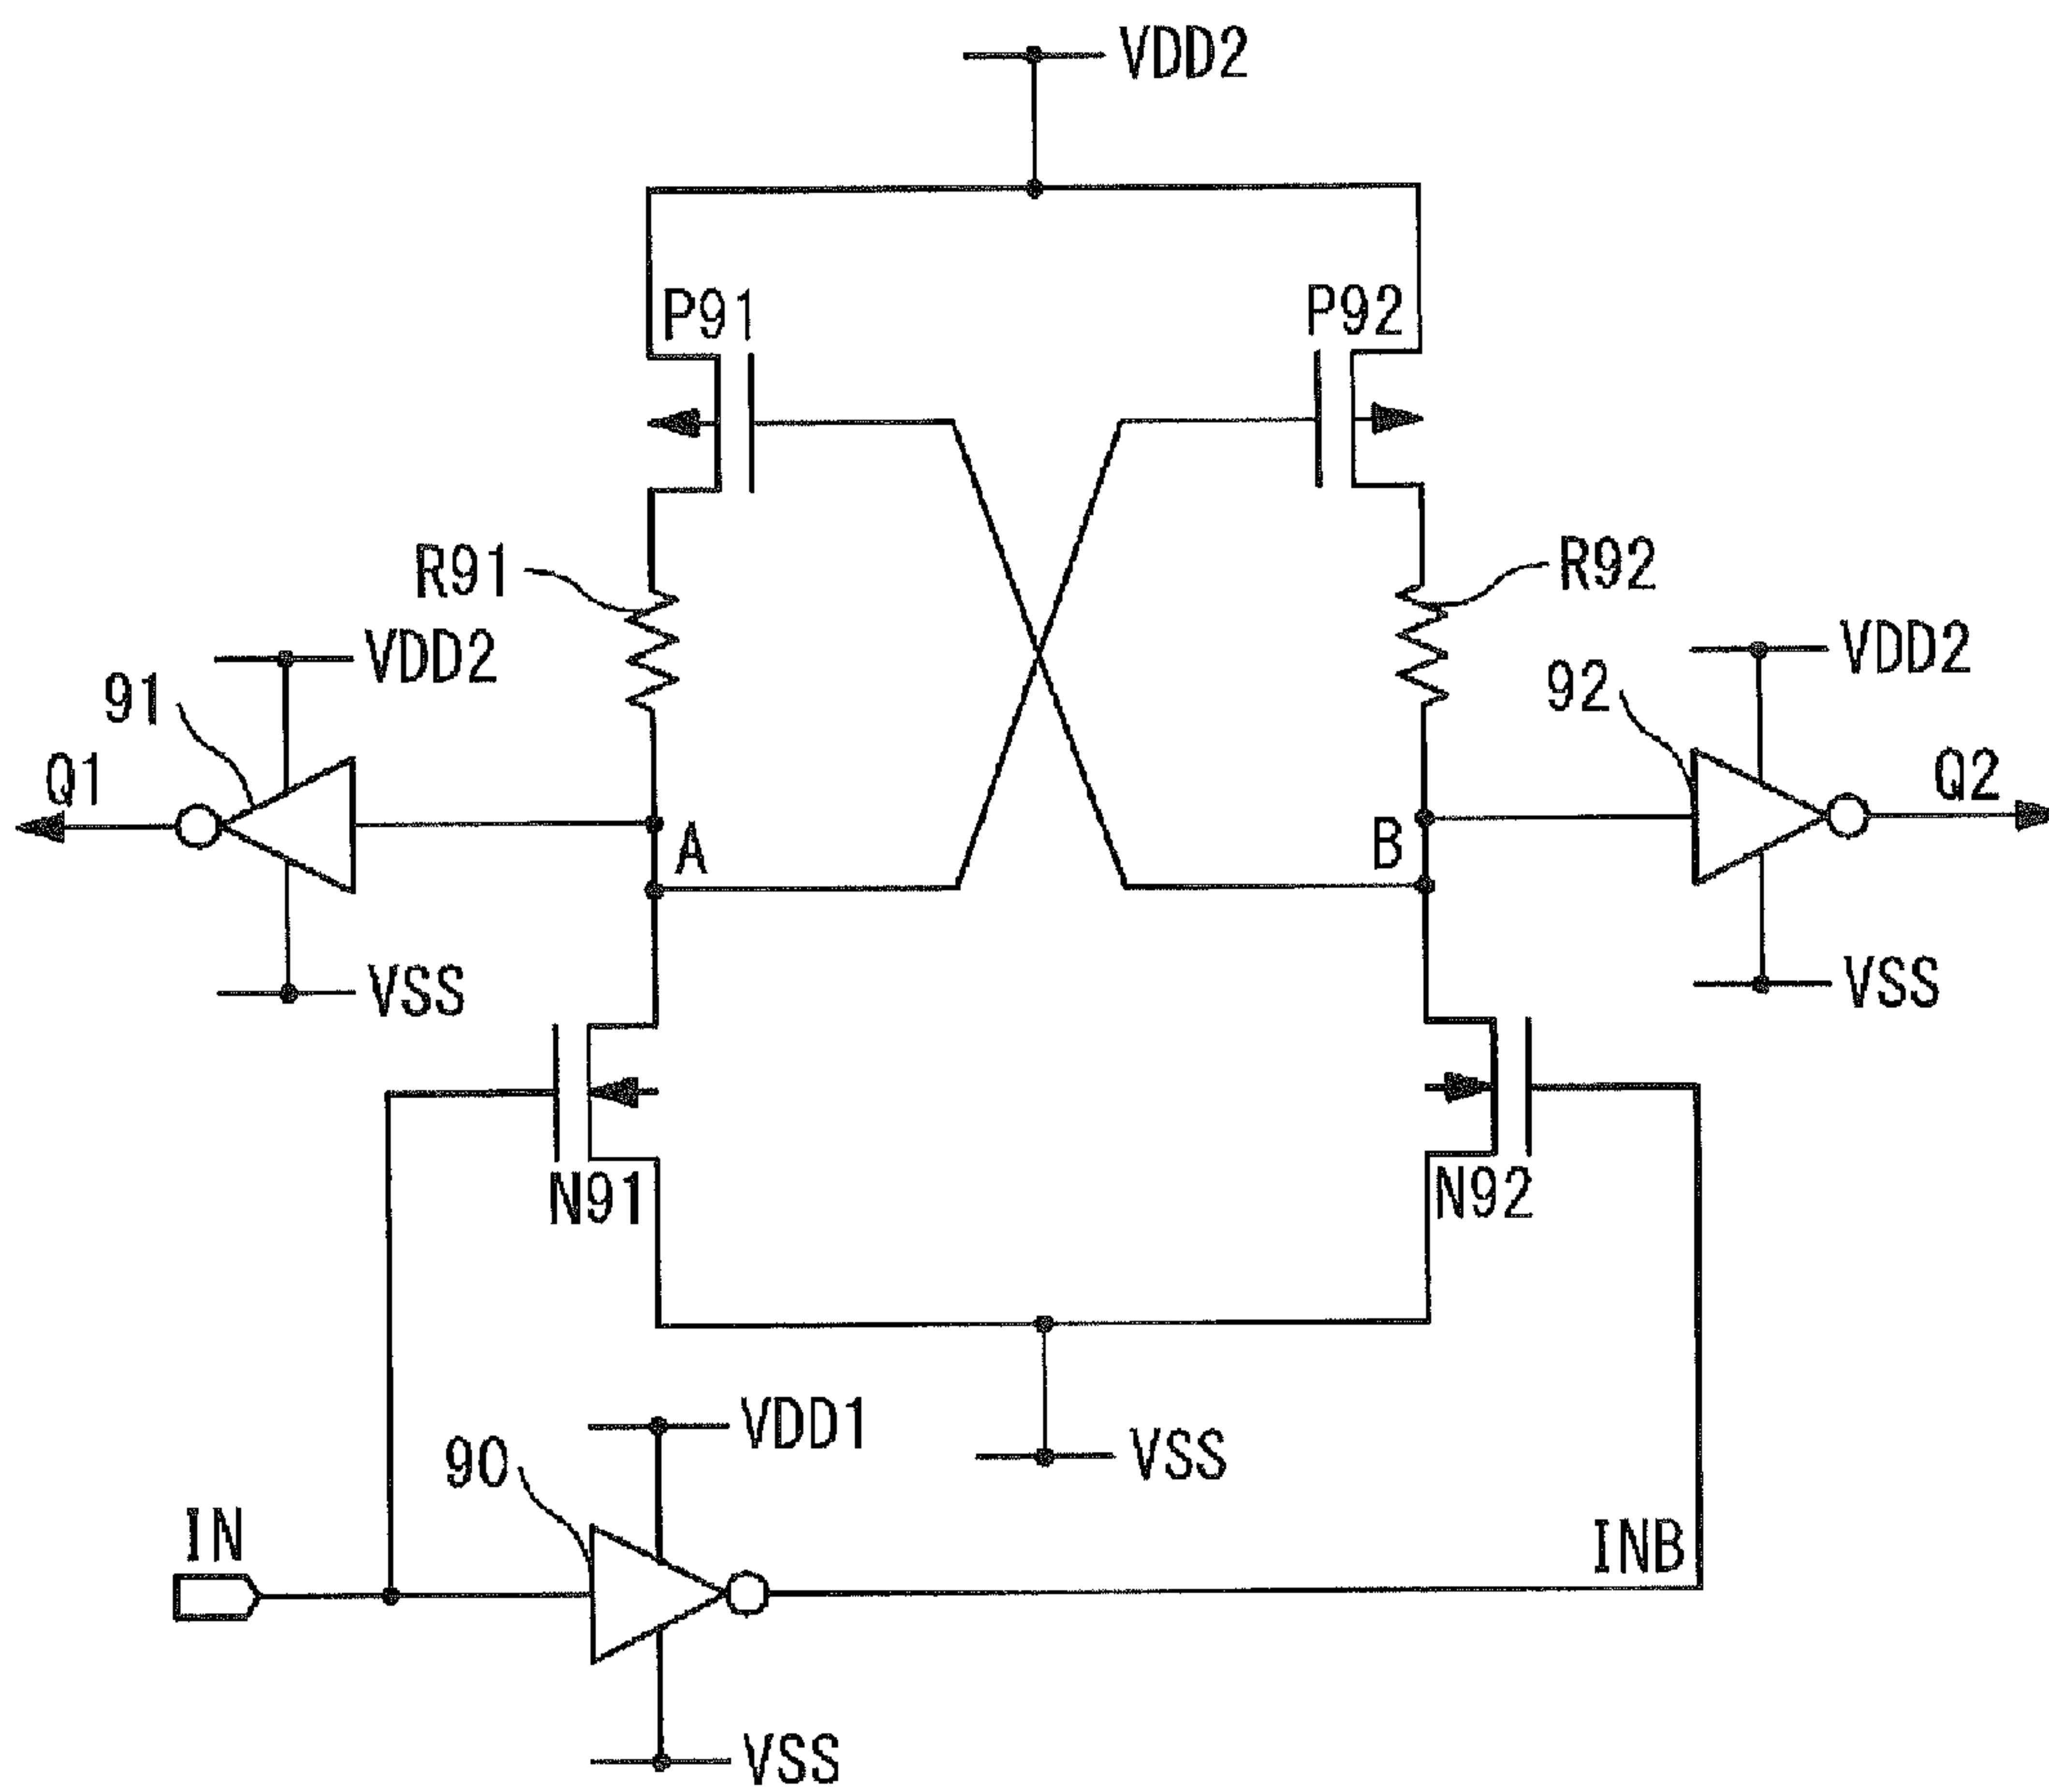 VDD2
P91
P92
R91
R92
VDD2
VDD2
91
92
Q1
Q2
A
B
VSS
VSS
N91
N92
VDD1
VSS
90
IN
INB
VSS